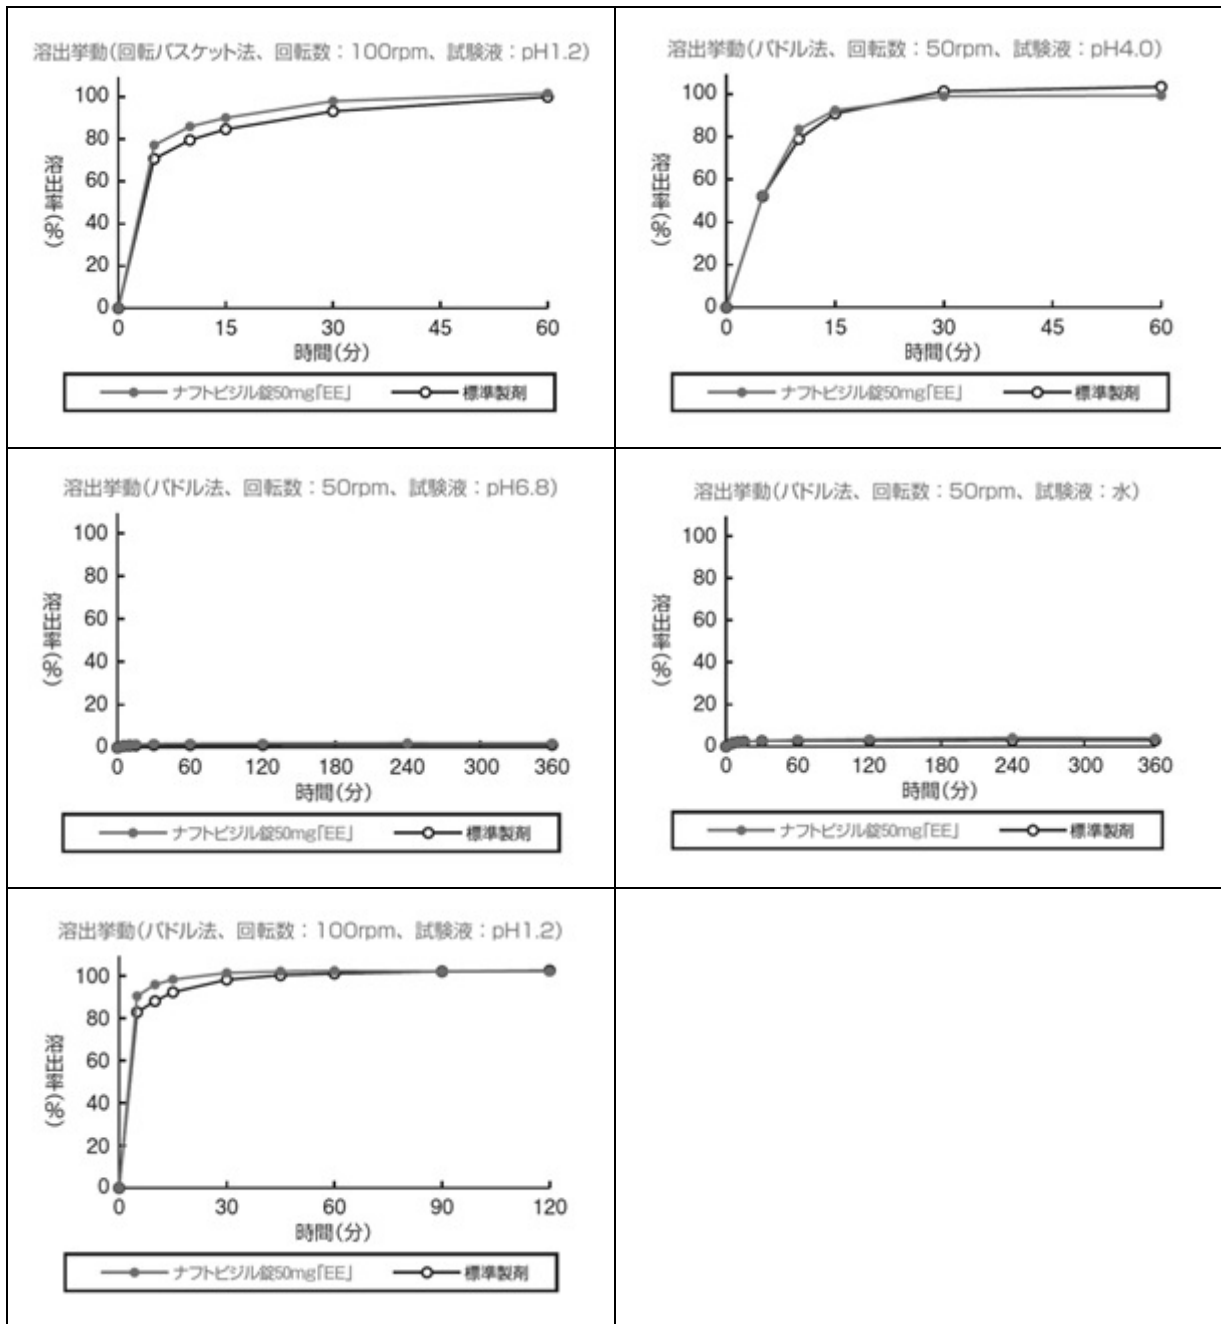 溶出挙動(回転バスケット法、回転数：100rpm、試験液：pH1.2)
溶出率(%)
100
80
60
40
20
0
0 15 30 45 60
時間(分)
ナフトピジル錠50mg「EE」 標準製剤
溶出挙動(パドル法、回転数：50rpm、試験液：pH4.0)
溶出率(%)
100
80
60
40
20
0
0 15 30 45 60
時間(分)
ナフトピジル錠50mg「EE」 標準製剤
溶出挙動(パドル法、回転数：50rpm、試験液：pH6.8)
溶出率(%)
100
80
60
40
20
0
0 60 120 180 240 300 360
時間(分)
ナフトピジル錠50mg「EE」 標準製剤
溶出挙動(パドル法、回転数：50rpm、試験液：水)
溶出率(%)
100
80
60
40
20
0
0 60 120 180 240 300 360
時間(分)
ナフトピジル錠50mg「EE」 標準製剤
溶出挙動(パドル法、回転数：100rpm、試験液：pH1.2)
溶出率(%)
100
80
60
40
20
0
0 30 60 90 120
時間(分)
ナフトピジル錠50mg「EE」 標準製剤